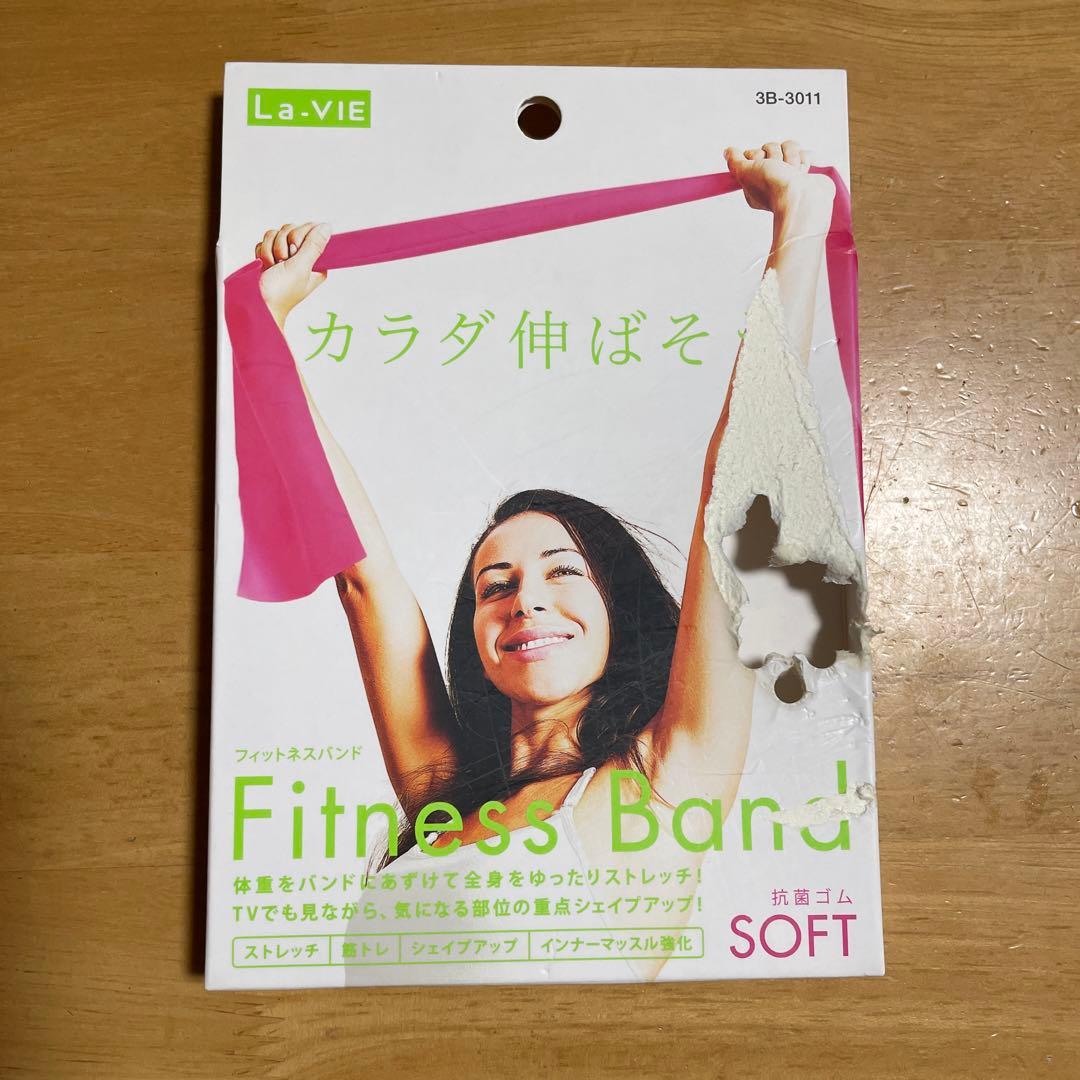 La-VIE
3B-3011
カラダ伸ばそ
フィットネスバンド
Fitness Band
体重をバンドにあずけて全身をゆったりストレッチ!
TVでも見ながら、気になる部位の重点シェイプアップ!
ストレッチ 筋トレ シェイプアップ インナーマッスル強化
抗菌ゴム
SOFT